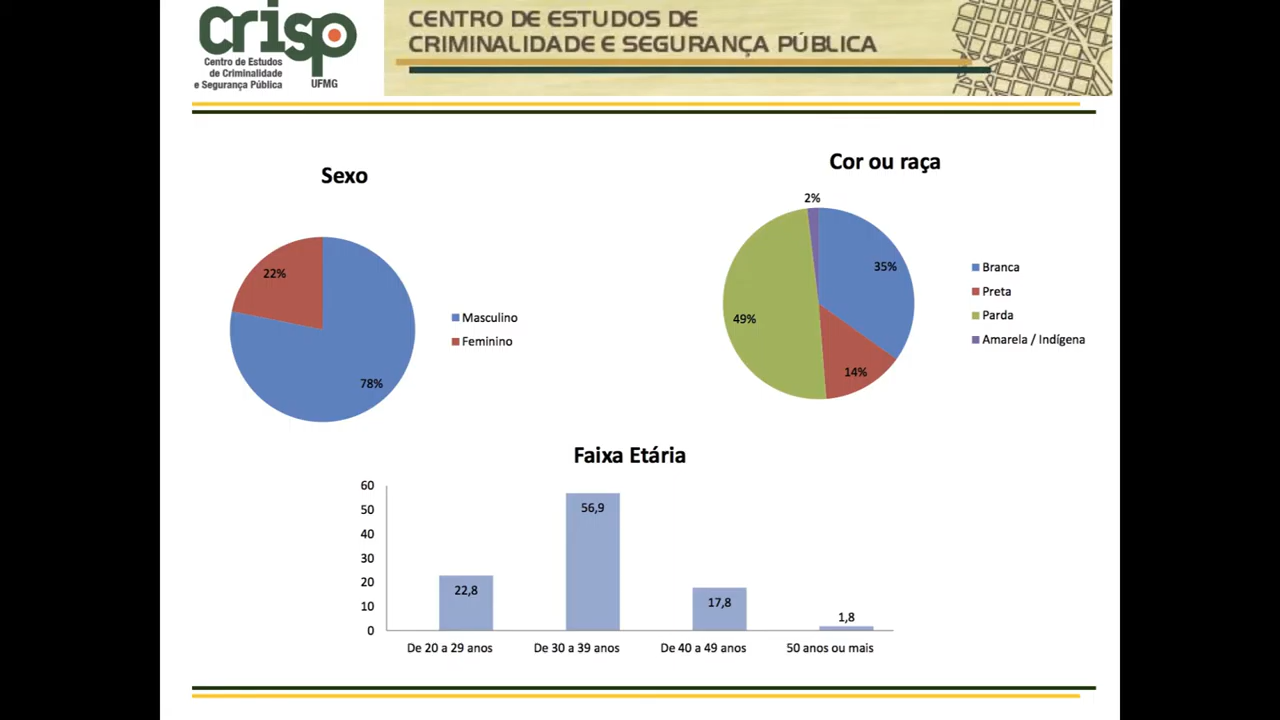 crisp
Centro de Estudos
de Criminalidade
e Segurança Pública
UFMG
CENTRO DE ESTUDOS DE
CRIMINALIDADE E SEGURANÇA PÚBLICA
Sexo
22%
78%
Masculino
Feminino
Cor ou raça
2%
35%
49%
14%
Branca
Preta
Parda
Amarela / Indígena
Faixa Etária
60
50
40
30
20
10
0
22,8
56,9
17,8
1,8
De 20 a 29 anos
De 30 a 39 anos
De 40 a 49 anos
50 anos ou mais